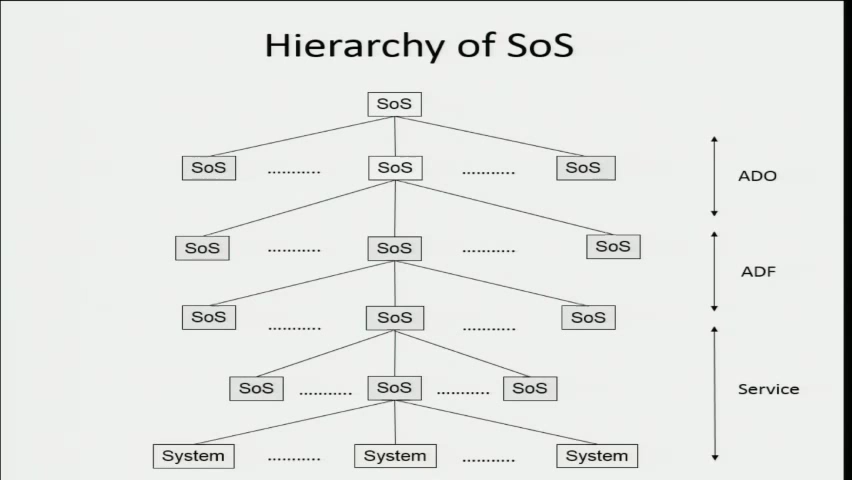 Hierarchy of SoS
SoS
SoS .......... SoS .......... SoS
ADO
SoS .......... SoS .......... SoS
ADF
SoS .......... SoS .......... SoS
SoS .......... SoS .......... SoS
Service
System .......... System .......... System